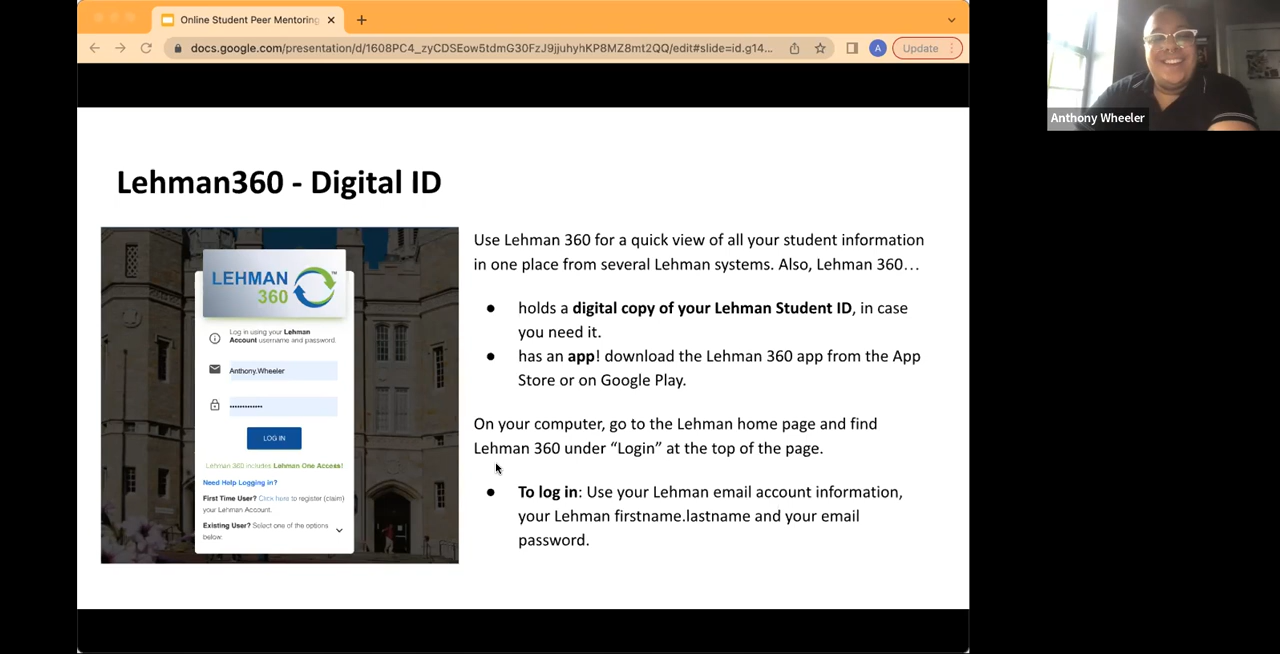 Online Student Peer Mentoring
docs.google.com/presentation/d/1608PC4_zyCDSEow5tdmG30FzJ9jjuhyhKP8MZ8mt2QQ/edit#slide=id.g14...
A
Update
Anthony Wheeler
Lehman360 - Digital ID
LEHMAN
360
Log in using your Lehman
Account username and password.
Anthony.Wheeler
LOG IN
Lehman 360 includes Lehman One Access!
Need Help Logging in?
First Time User? Click here to register (claim)
your Lehman Account.
Existing User? Select one of the options
below:
Use Lehman 360 for a quick view of all your student information
in one place from several Lehman systems. Also, Lehman 360…
● holds a digital copy of your Lehman Student ID, in case
you need it.
● has an app! download the Lehman 360 app from the App
Store or on Google Play.
On your computer, go to the Lehman home page and find
Lehman 360 under “Login” at the top of the page.
● To log in: Use your Lehman email account information,
your Lehman firstname.lastname and your email
password.